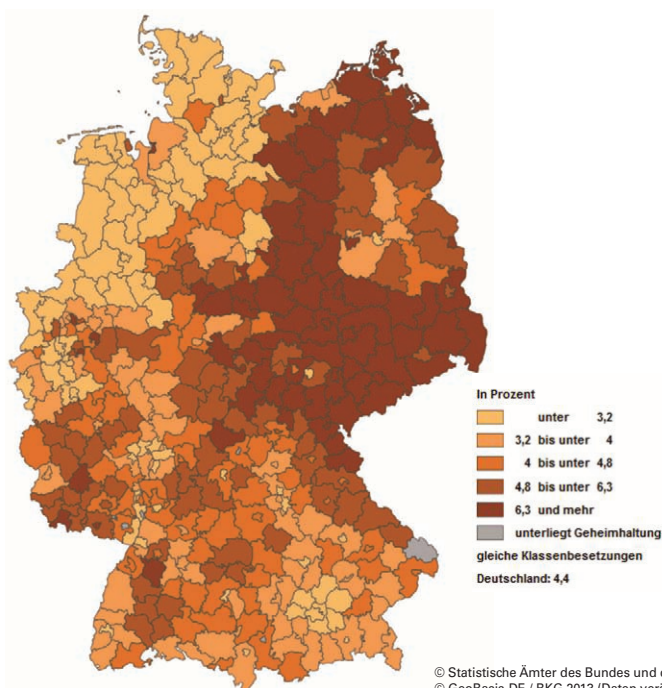 In Prozent
unter 3,2
3,2 bis unter 4
4 bis unter 4,8
4,8 bis unter 6,3
6,3 und mehr
unterliegt Geheimhaltung
gleiche Klassenbesetzungen
Deutschland: 4,4
© Statistische Ämter des Bundes und
© GeoBasis-DE / BKG 2013 (Daten